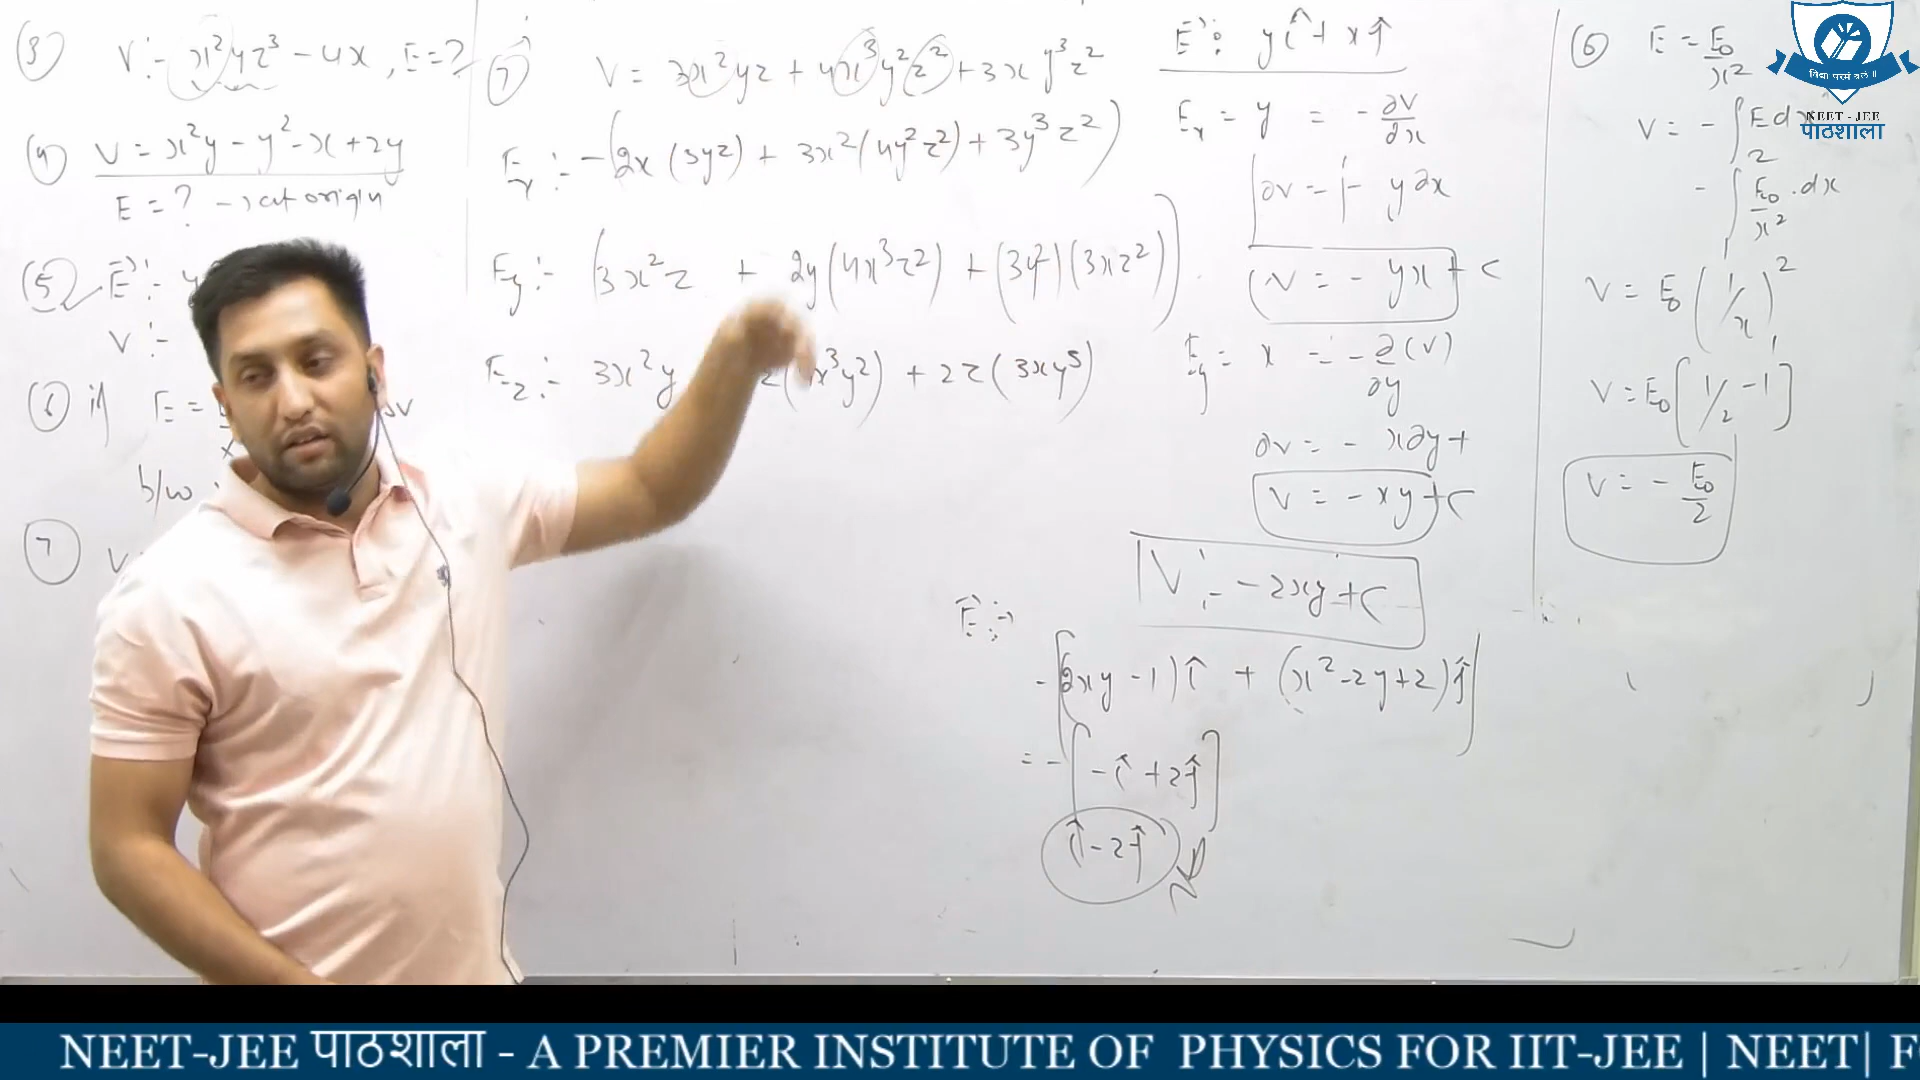 ③ V :- x²yz³ - 4x , E = ?
④ V = x²y - y² - x + 2y
E = ? → at origin
⑤ E⃗ :- y
V :-
⑥ if E =
x
b/w
⑦ V
⑦ V = 3x²yz + 4x³y²z² + 3xy³z²
Ex :- -(2x(3yz) + 3x²(4y²z²) + 3y³z²)
Ey :- (3x²z + 2y(4x³z²) + (3y²)(3xz²))
Ez :- 3x²y x³y²) + 2z(3xy³)
E⃗ : yî + xĵ
Ex = y = -∂V/∂x
∫∂V = ∫- y∂x
V = - yx + C
Ey = x = -∂(V)/∂y
∂V = - x∂y +
V = - xy + C
V :- -2xy + C
E⃗ :-
-[(2xy - 1)î + (x² - 2y + 2)ĵ]
= -[-î + 2ĵ]
î - 2ĵ
⑥ E = E₀/x²
V = - ∫ E dx
- ∫ E₀/x² . dx
V = E₀ (1/x)²₁
V = E₀ [1/2 - 1]
V = - E₀/2
विद्या परमं बलं ॥
NEET - JEE
पाठशाला
NEET-JEE पाठशाला - A PREMIER INSTITUTE OF PHYSICS FOR IIT-JEE | NEET| F